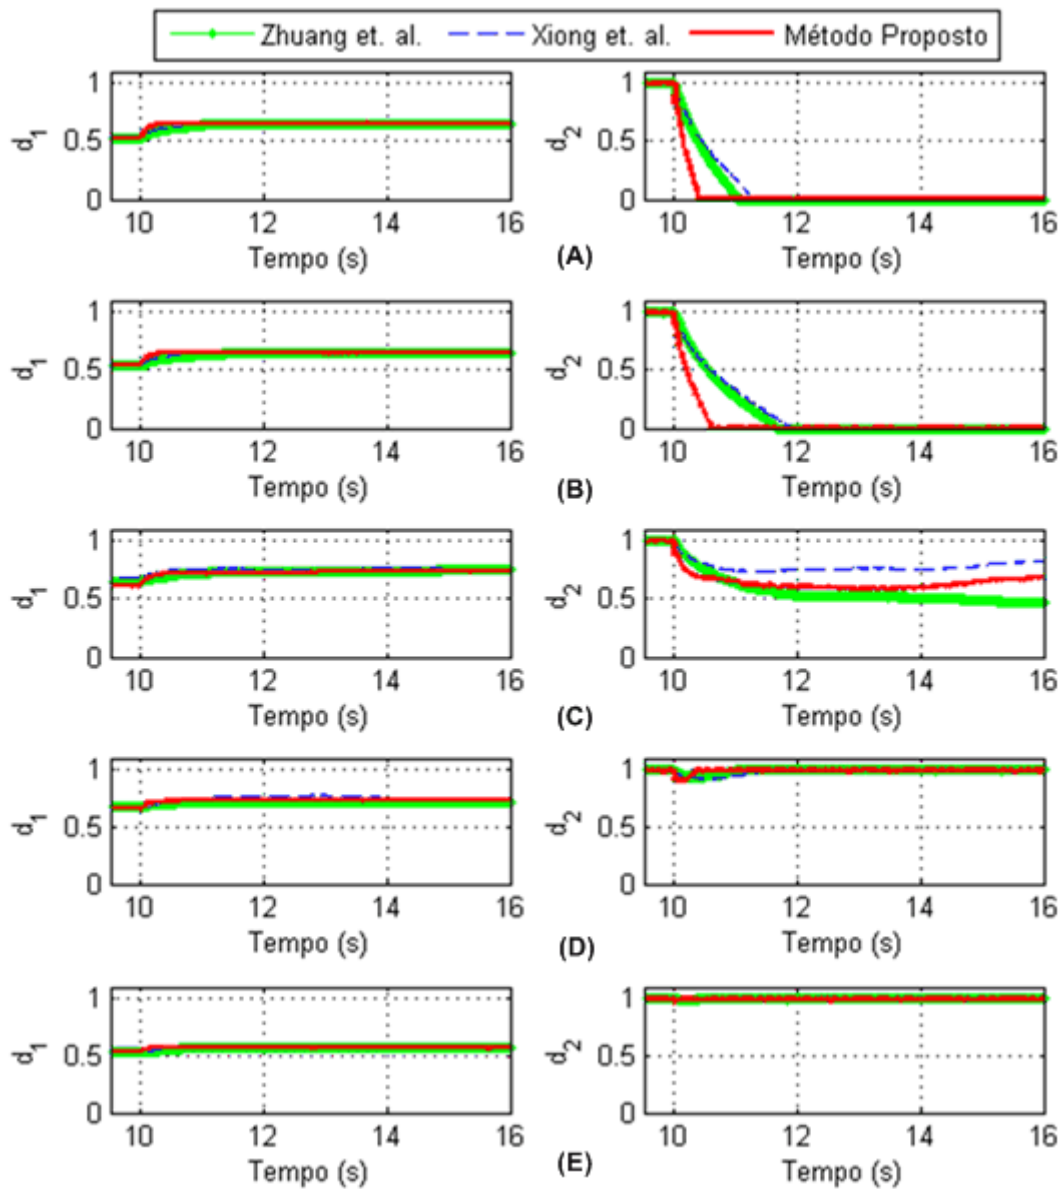 Zhuang et. al. Xiong et. al. Método Proposto
1 1
d1 0.5 d2 0.5
0 0
10 12 14 16 10 12 14 16
Tempo (s) (A) Tempo (s)
1 1
d1 0.5 d2 0.5
0 0
10 12 14 16 10 12 14 16
Tempo (s) (B) Tempo (s)
1 1
d1 0.5 d2 0.5
0 0
10 12 14 16 10 12 14 16
Tempo (s) (C) Tempo (s)
1 1
d1 0.5 d2 0.5
0 0
10 12 14 16 10 12 14 16
Tempo (s) (D) Tempo (s)
1 1
d1 0.5 d2 0.5
0 0
10 12 14 16 10 12 14 16
Tempo (s) (E) Tempo (s)